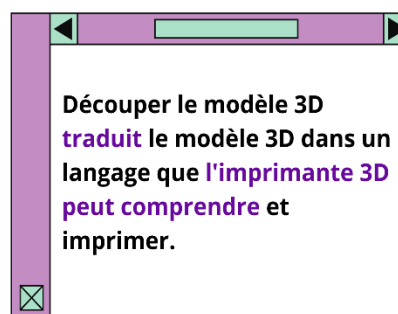 Découper le modèle 3D
traduit le modèle 3D dans un
langage que l'imprimante 3D
peut comprendre et
imprimer.